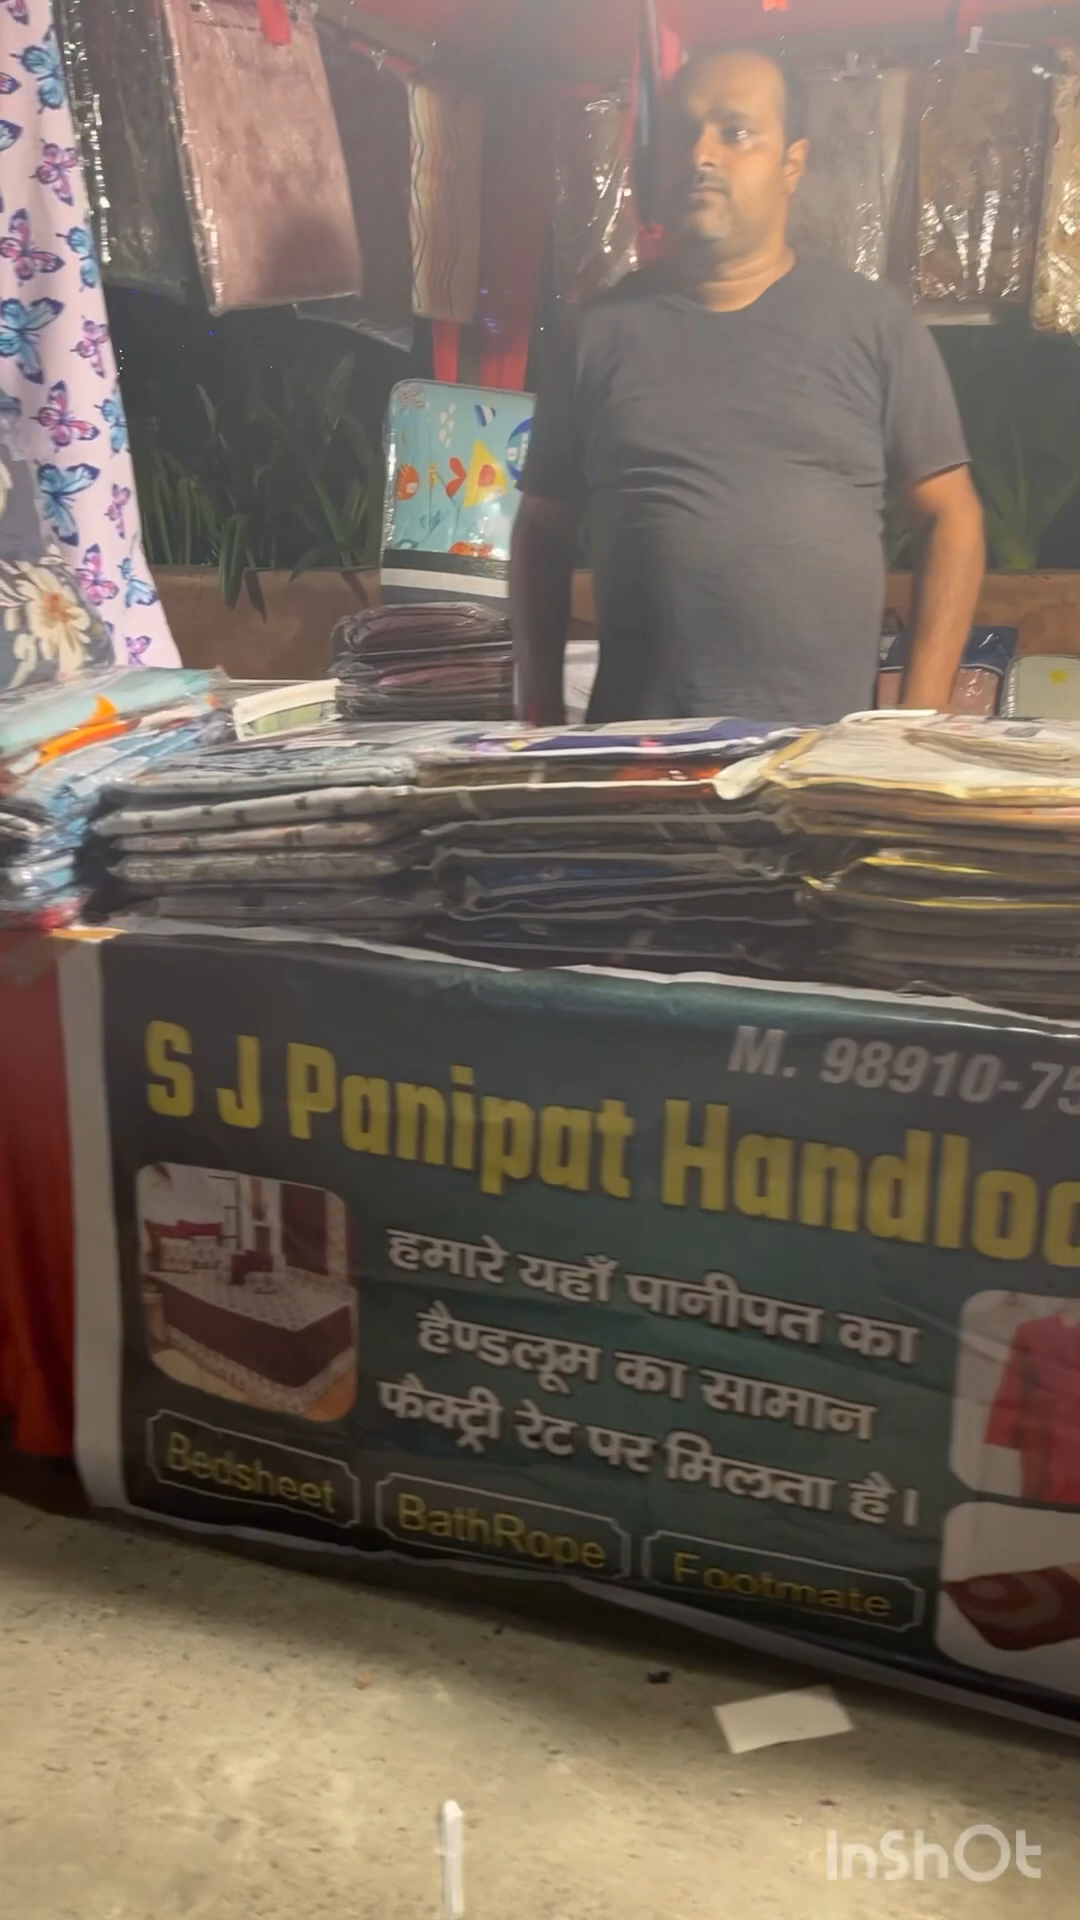 M. 98910-75
S J Panipat Handloo
हमारे यहाँ पानीपत का
हैण्डलूम का सामान
फैक्ट्री रेट पर मिलता है।
Bedsheet
BathRope
Footmate
InShOt